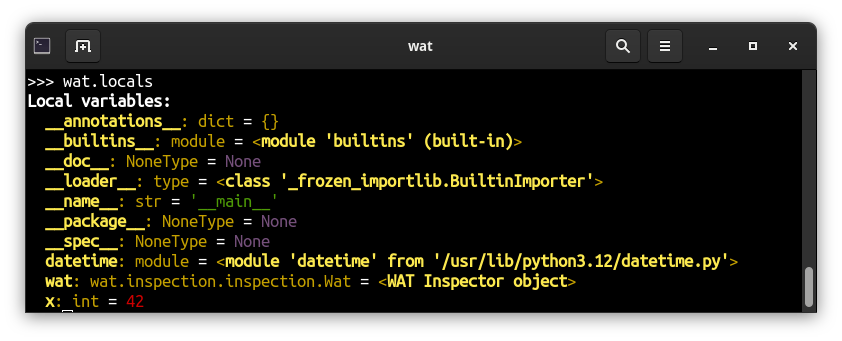 wat
>>> wat.locals
Local variables:
  __annotations__: dict = {}
  __builtins__: module = <module 'builtins' (built-in)>
  __doc__: NoneType = None
  __loader__: type = <class '_frozen_importlib.BuiltinImporter'>
  __name__: str = '__main__'
  __package__: NoneType = None
  __spec__: NoneType = None
  datetime: module = <module 'datetime' from '/usr/lib/python3.12/datetime.py'>
  wat: wat.inspection.inspection.Wat = <WAT Inspector object>
  x: int = 42